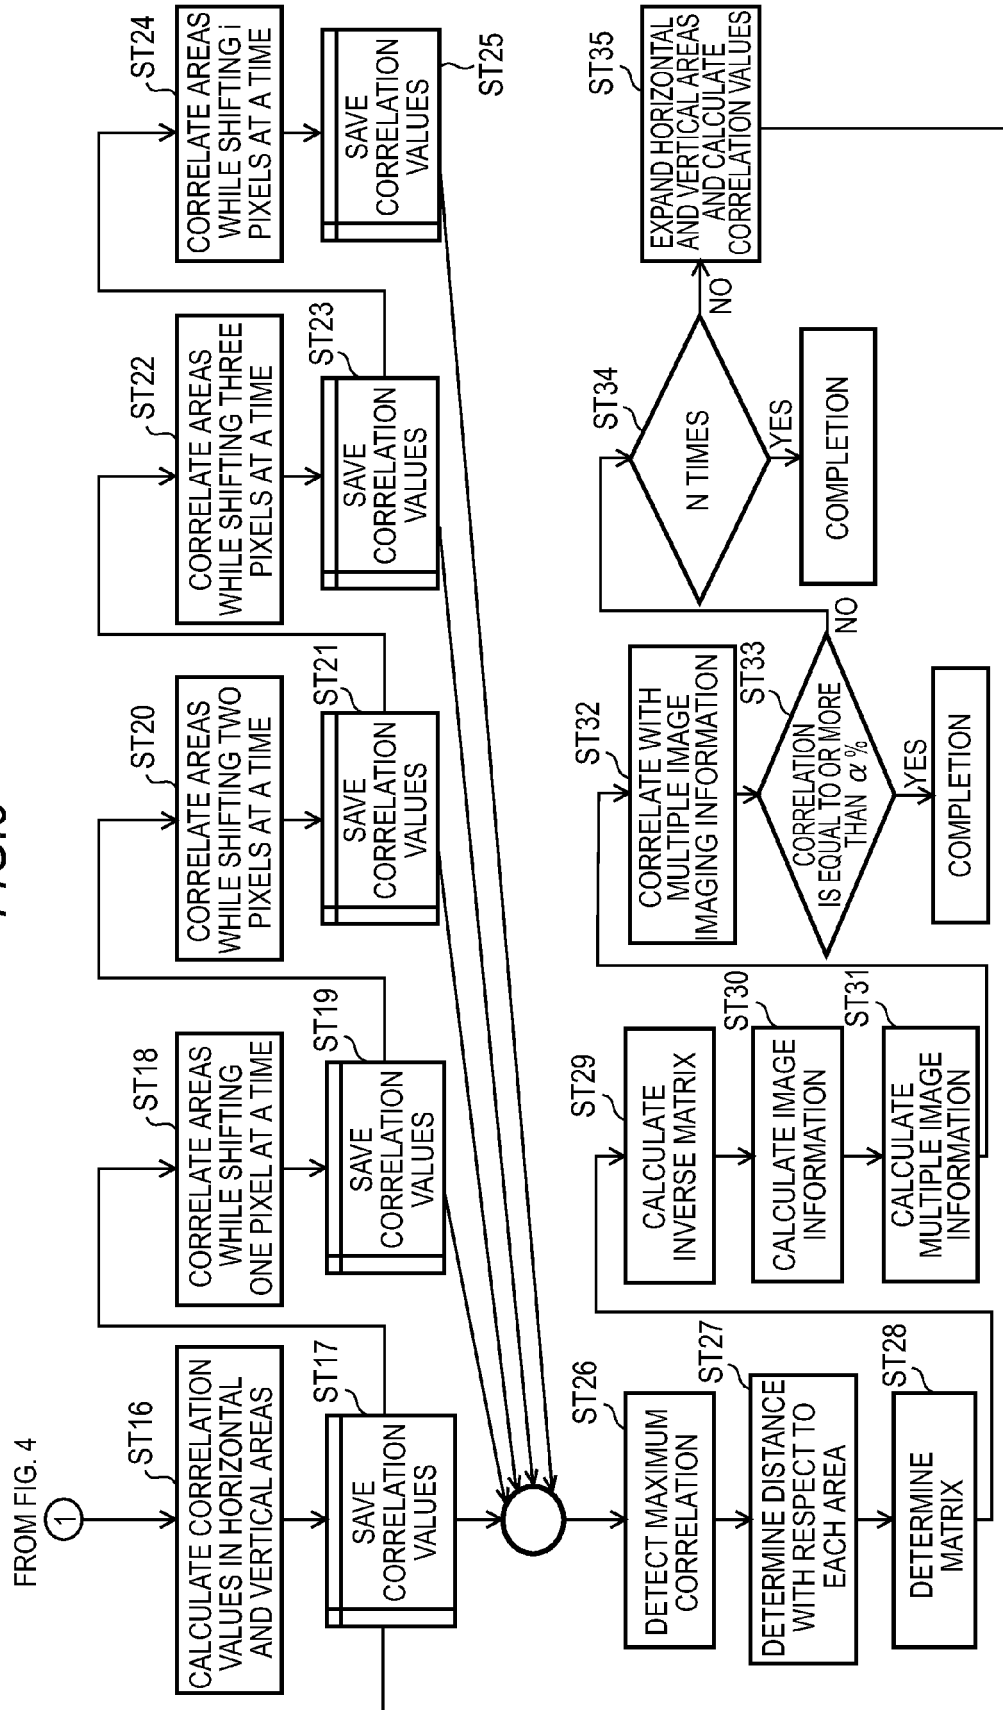 FROM FIG. 4
1
ST16
CALCULATE CORRELATION
VALUES IN HORIZONTAL
AND VERTICAL AREAS
ST17
SAVE
CORRELATION
VALUES
ST18
CORRELATE AREAS
WHILE SHIFTING
ONE PIXEL AT A TIME
ST19
SAVE
CORRELATION
VALUES
ST20
CORRELATE AREAS
WHILE SHIFTING TWO
PIXELS AT A TIME
ST21
SAVE
CORRELATION
VALUES
ST22
CORRELATE AREAS
WHILE SHIFTING THREE
PIXELS AT A TIME
ST23
SAVE
CORRELATION
VALUES
ST24
CORRELATE AREAS
WHILE SHIFTING i
PIXELS AT A TIME
ST25
SAVE
CORRELATION
VALUES
ST26
DETECT MAXIMUM
CORRELATION
ST27
DETERMINE DISTANCE
WITH RESPECT TO
EACH AREA
ST28
DETERMINE
MATRIX
ST29
CALCULATE
INVERSE MATRIX
ST30
CALCULATE IMAGE
INFORMATION
ST31
CALCULATE
MULTIPLE IMAGE
INFORMATION
ST32
CORRELATE WITH
MULTIPLE IMAGE
IMAGING INFORMATION
ST33
CORRELATION
IS EQUAL TO OR MORE
THAN α%
NO
YES
COMPLETION
ST34
N TIMES
NO
YES
COMPLETION
ST35
EXPAND HORIZONTAL
AND VERTICAL AREAS
AND CALCULATE
CORRELATION VALUES